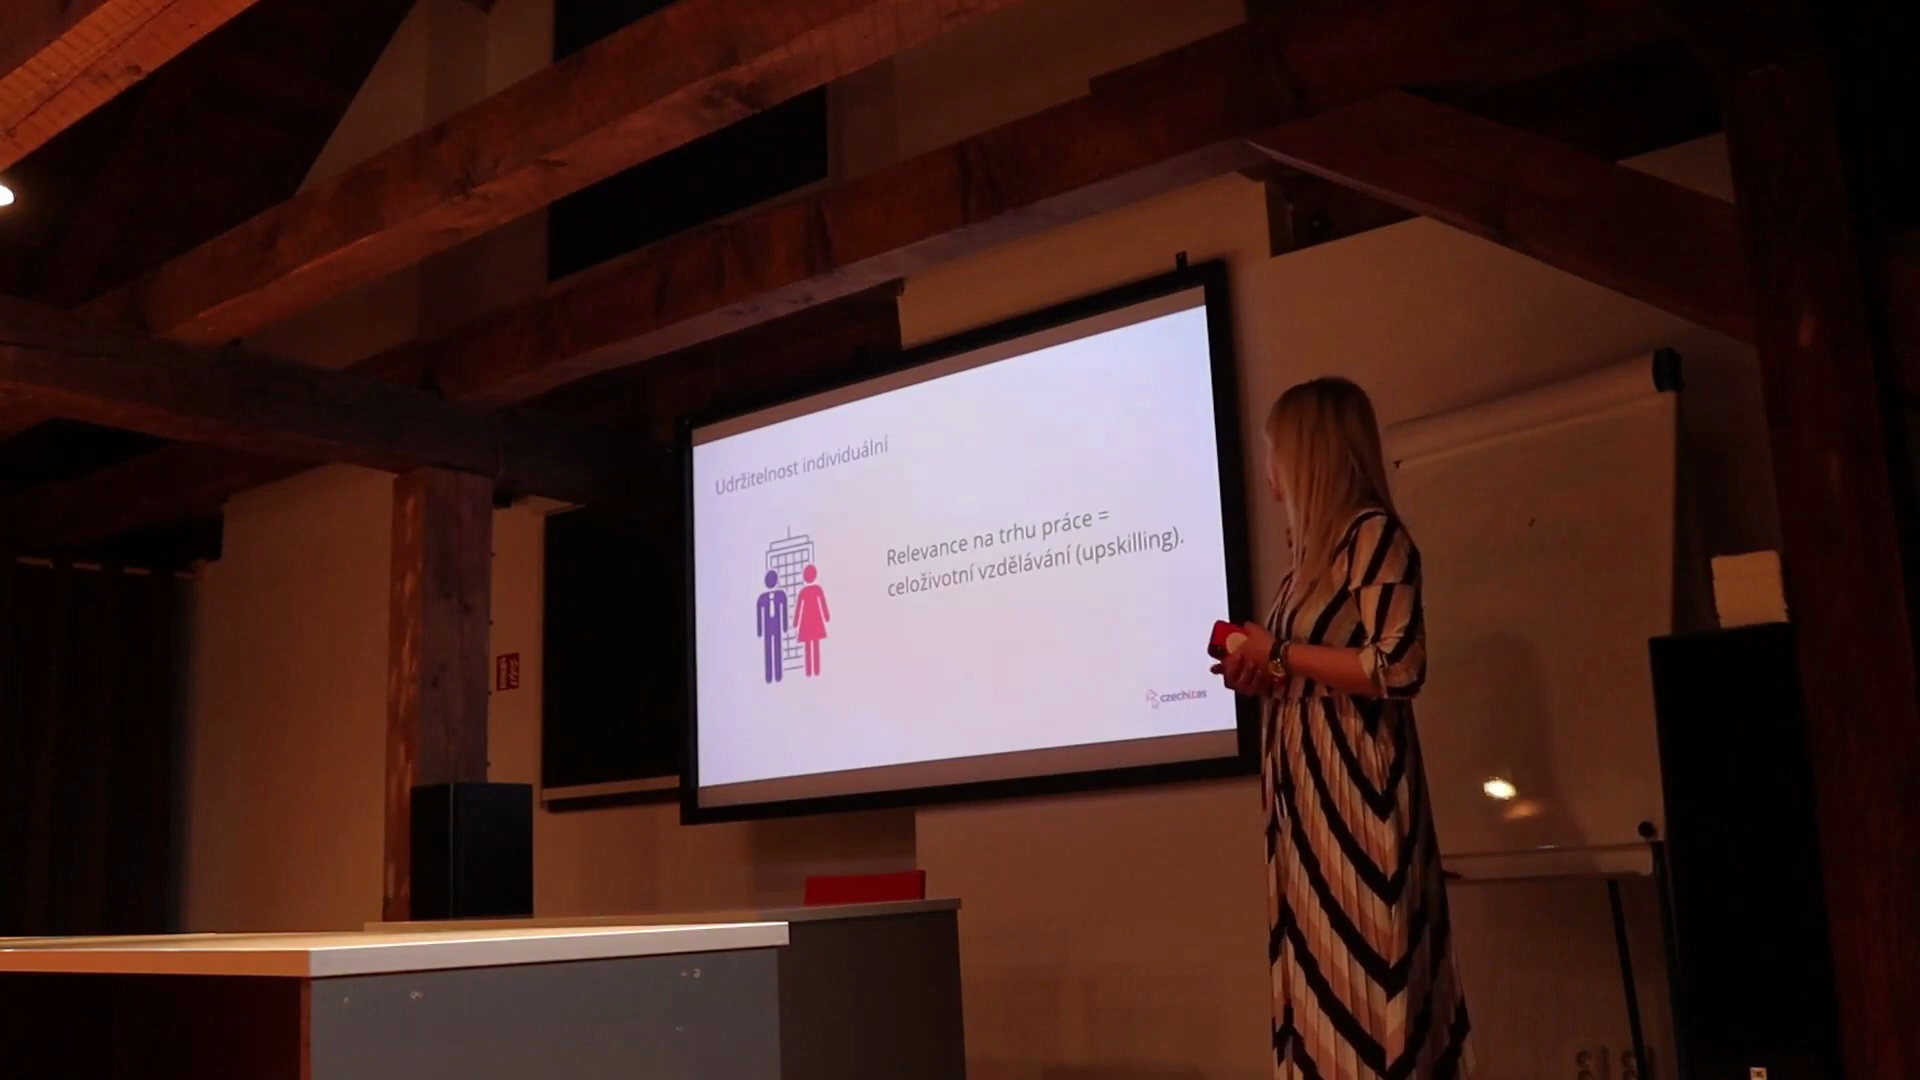 Udržitelnost individuální
Relevance na trhu práce =
celoživotní vzdělávání (upskilling).
czechitas